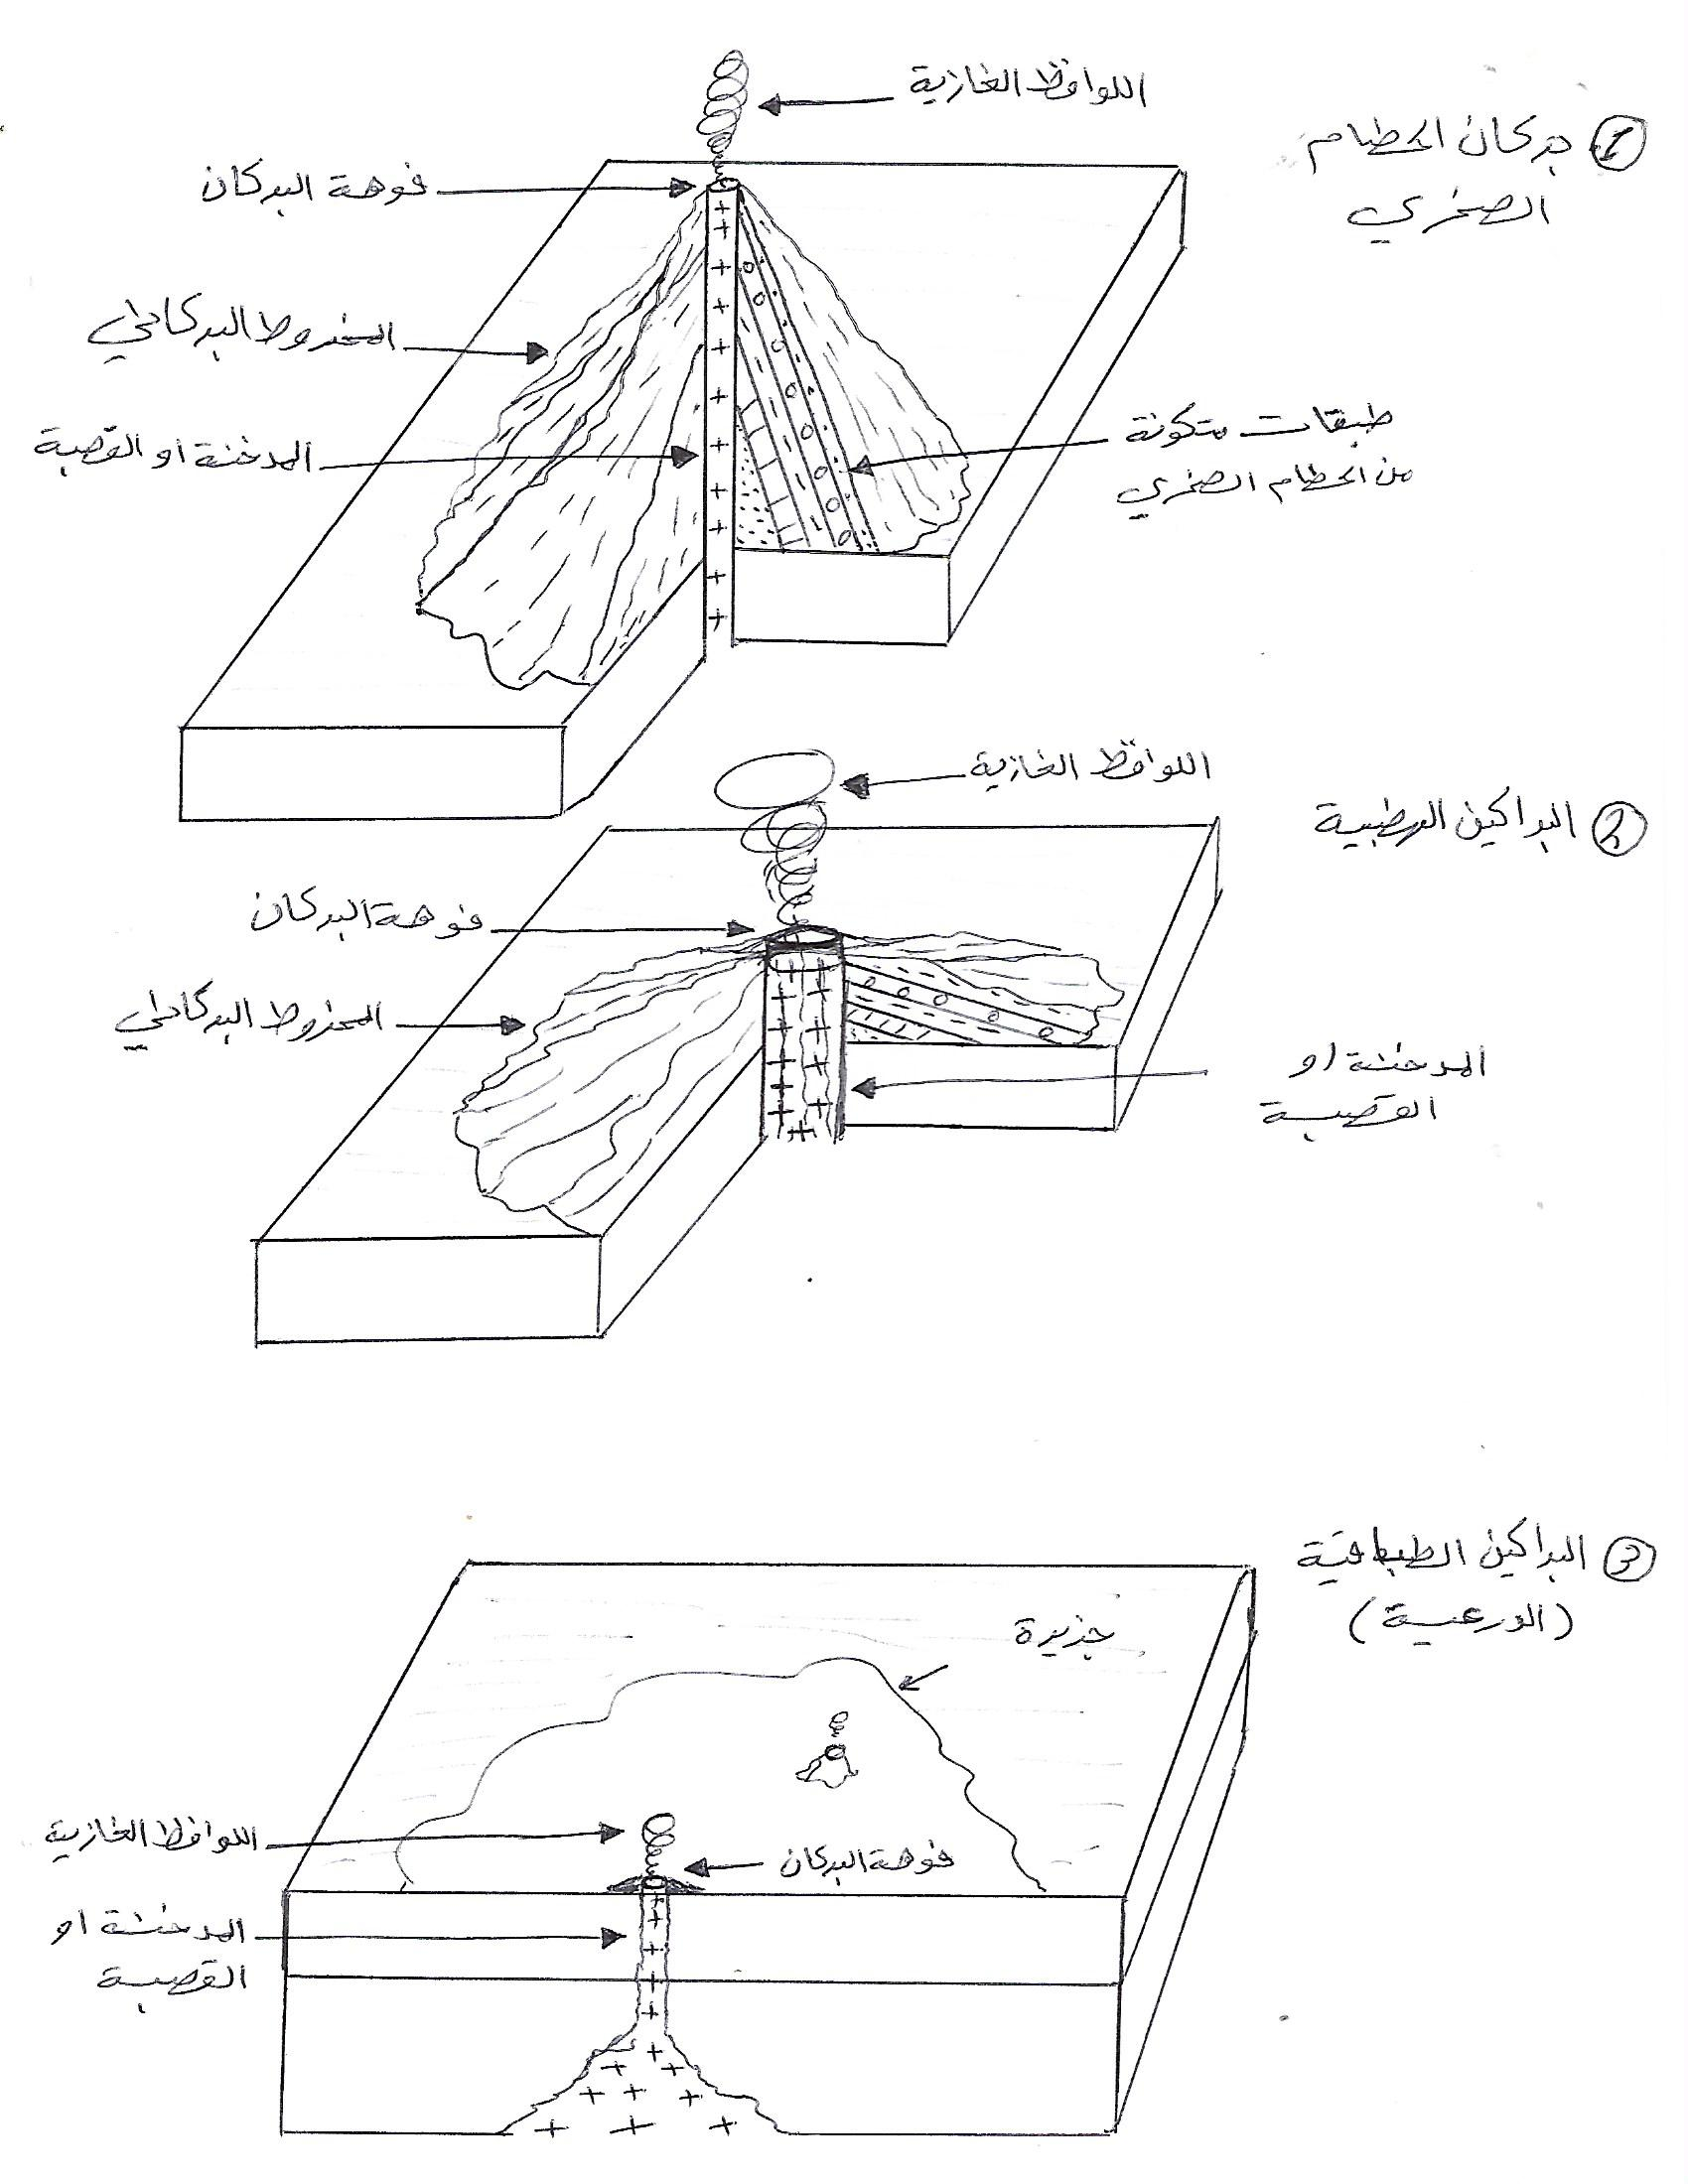 ① بركان الحطام
الصخري
اللوافظ الغازية
فوهة البركان
المخروط البركاني
المدخنة او القصبة
طبقات متكونة
من الحطام الصخري
② البراكين الهضبية
اللوافظ الغازية
فوهة البركان
المخروط البركاني
المدخنة او
القصبة
③ البراكين الطباقية
(الدرعية)
جزيرة
اللوافظ الغازية
فوهة البركان
المدخنة او
القصبة